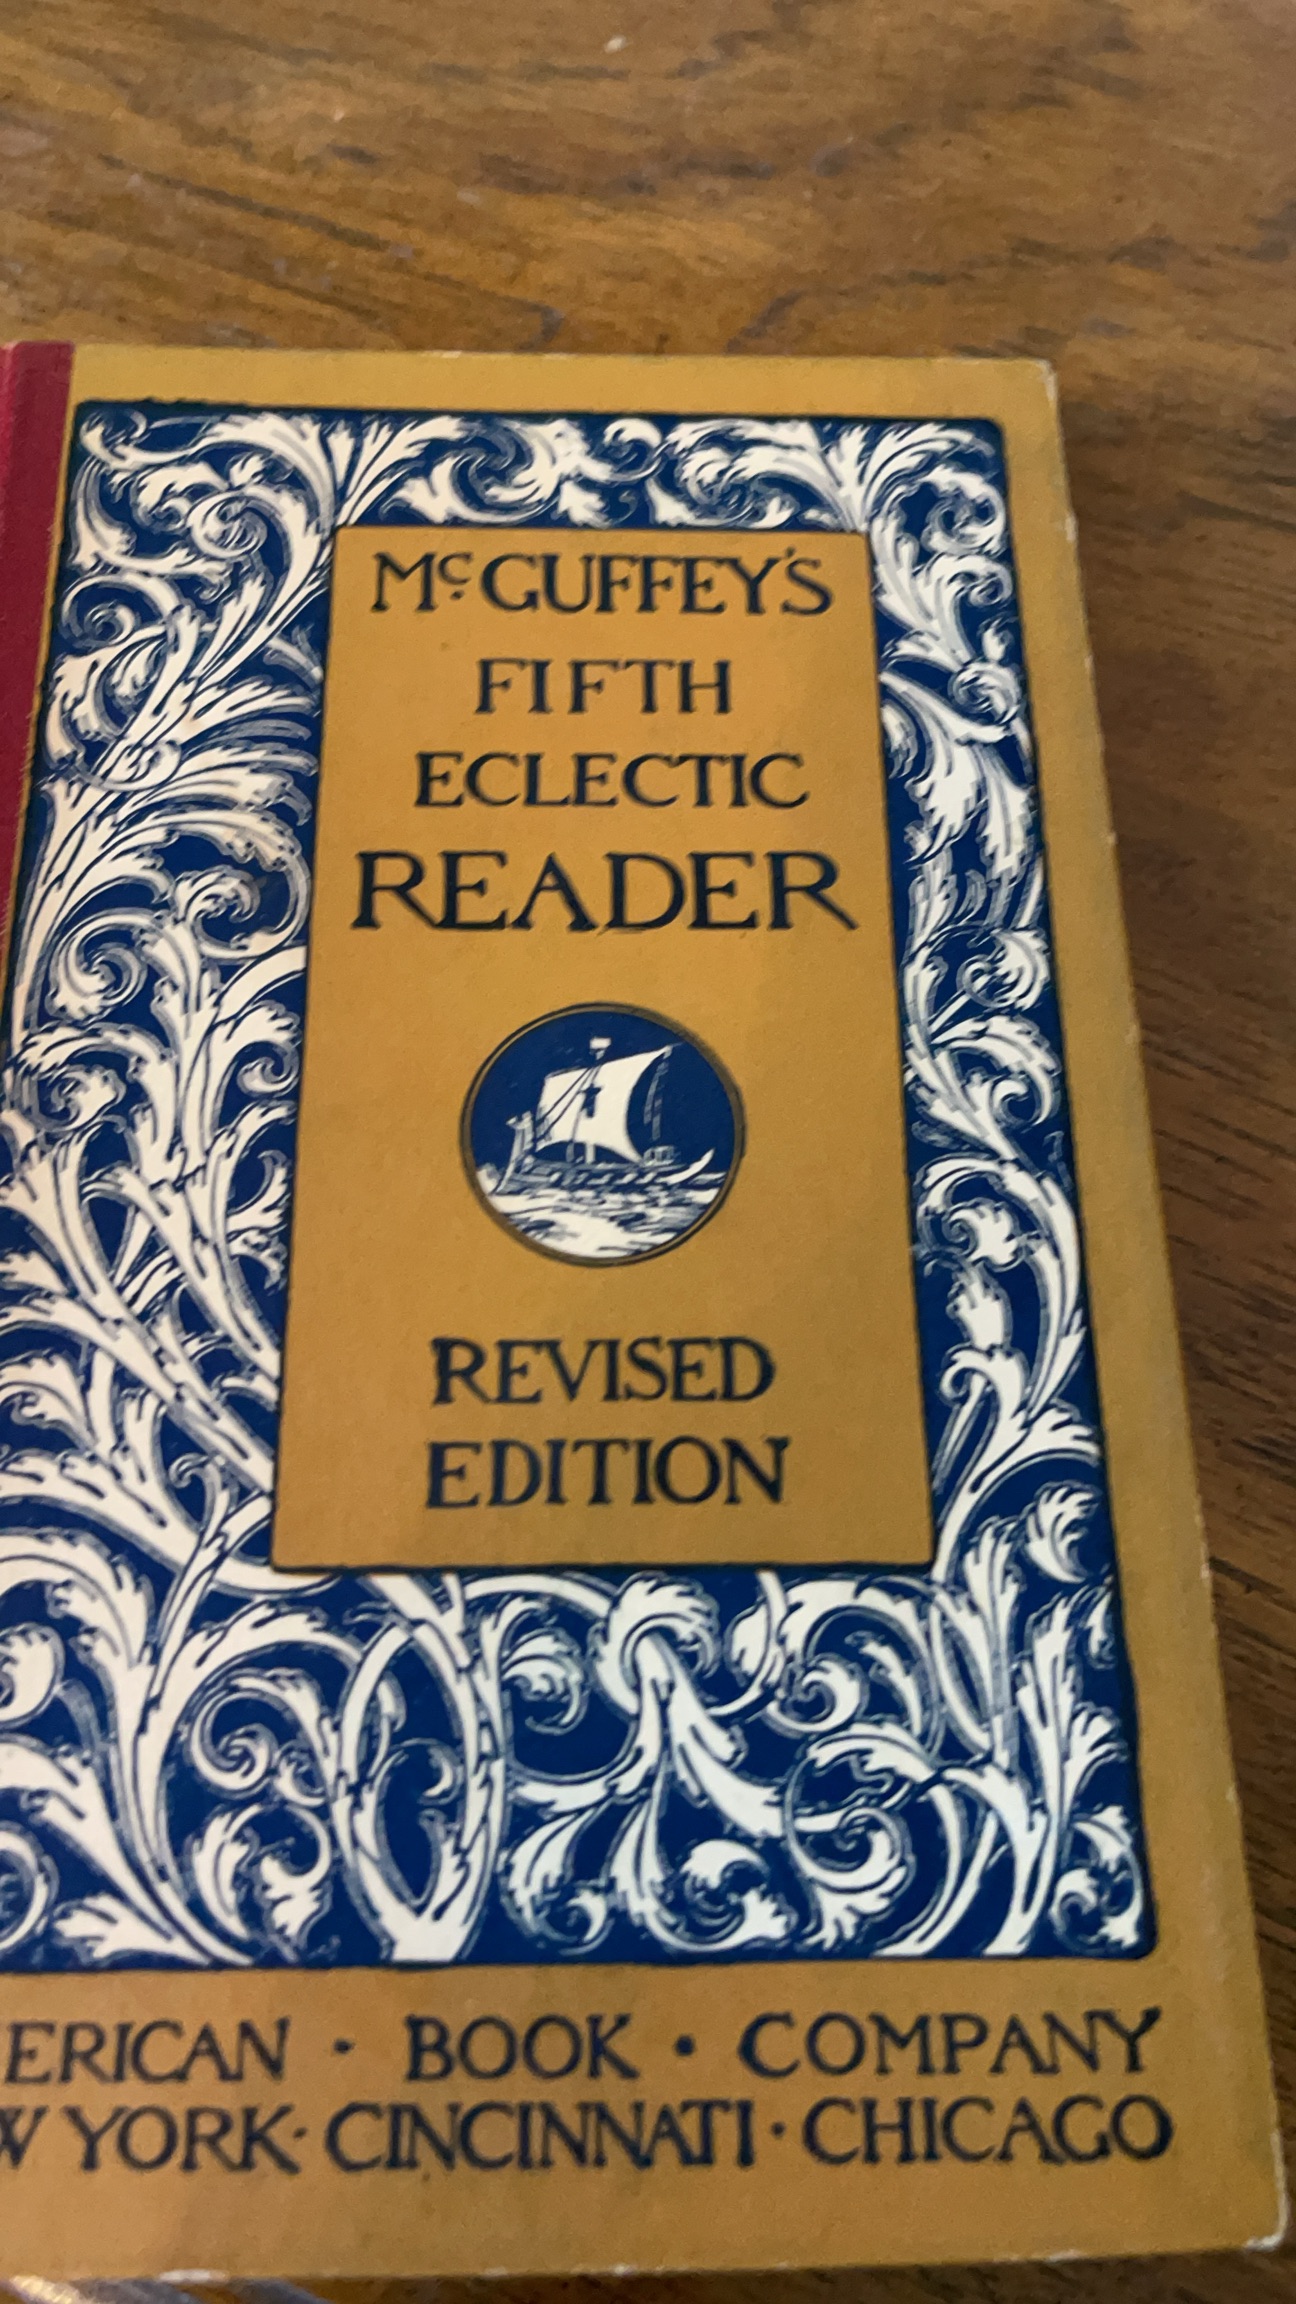 McGUFFEY'S
FIFTH
ECLECTIC
READER
REVISED
EDITION
ERICAN · BOOK · COMPANY
W YORK · CINCINNATI · CHICAGO